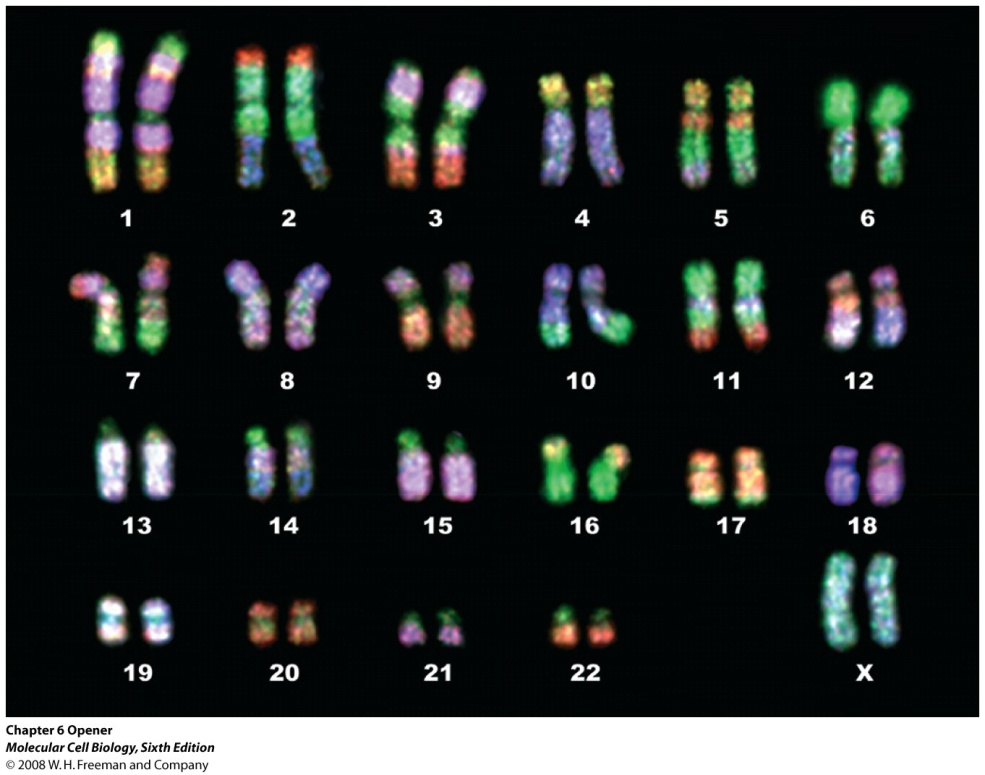 1 2 3 4 5 6
7 8 9 10 11 12
13 14 15 16 17 18
19 20 21 22 X
Chapter 6 Opener
Molecular Cell Biology, Sixth Edition
© 2008 W. H. Freeman and Company